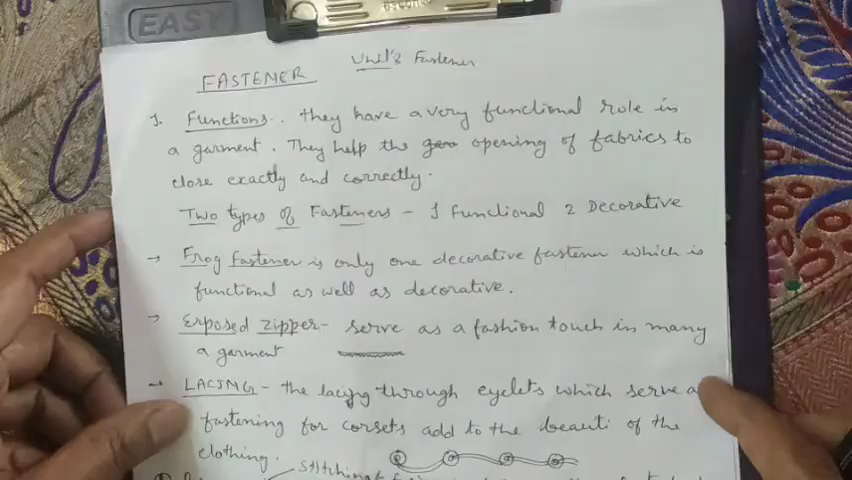 EASY
Unit'3 Fastener
FASTENER
1. Functions.. they have a very functional role in
a garment. They help the opening of fabrics to
close exactly and correctly.
Two types of Fasteners - 1 Functional 2 Decorative
→ Frog Fastener is only one decorative fastener which is
functional as well as decorative.
→ Exposed zipper- serve as a fashion touch in many
a garment
→ LACING - the lacing through eyelets which serve a
fastening for corsets add to the beauti of the
clothing.
Stitching